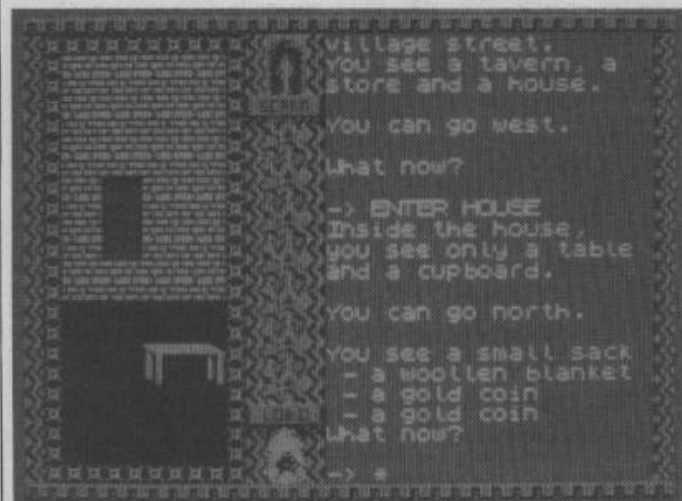 village street.
You see a tavern, a
store and a house.
You can go west.
What now?
-> ENTER HOUSE
Inside the house,
you see only a table
and a cupboard.
You can go north.
You see a small sack
- a woollen blanket
- a gold coin
- a gold coin
What now?
->